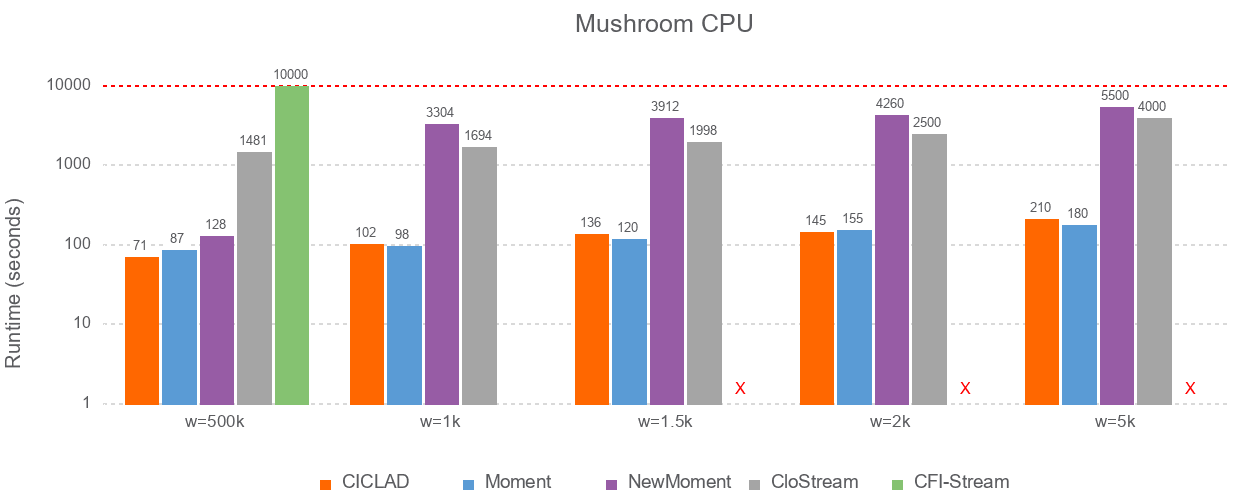 Mushroom CPU
Runtime (seconds)
10000
1000
100
10
1
71
87
128
1481
10000
102
98
3304
1694
136
120
3912
1998
X
145
155
4260
2500
X
210
180
5500
4000
X
w=500k
w=1k
w=1.5k
w=2k
w=5k
CICLAD
Moment
NewMoment
CloStream
CFI-Stream